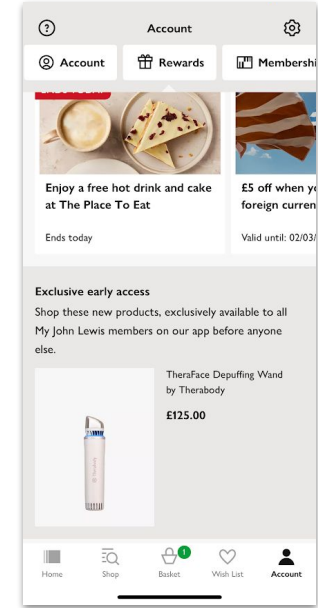 Account
Account
Rewards
Enjoy a free hot drink and cake
at The Place To Eat
Ends today
£5 off when
foreign
Valid until: 02/03/
Exclusive early access
Shop these new products, exclusively available to all
My John Lewis members on our app before anyone
else.
TheraFace Depuffing Wand
by Therabody
£125.00
Therabody
1
Home
Shop
Basket
Wish List
Account